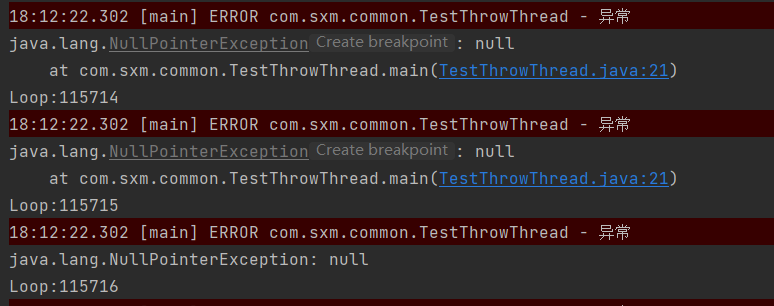 18:12:22.302 [main] ERROR com.sxm.common.TestThrowThread - 异常
java.lang.NullPointerException Create breakpoint : null
    at com.sxm.common.TestThrowThread.main(TestThrowThread.java:21)
Loop:115714
18:12:22.302 [main] ERROR com.sxm.common.TestThrowThread - 异常
java.lang.NullPointerException Create breakpoint : null
    at com.sxm.common.TestThrowThread.main(TestThrowThread.java:21)
Loop:115715
18:12:22.302 [main] ERROR com.sxm.common.TestThrowThread - 异常
java.lang.NullPointerException: null
Loop:115716